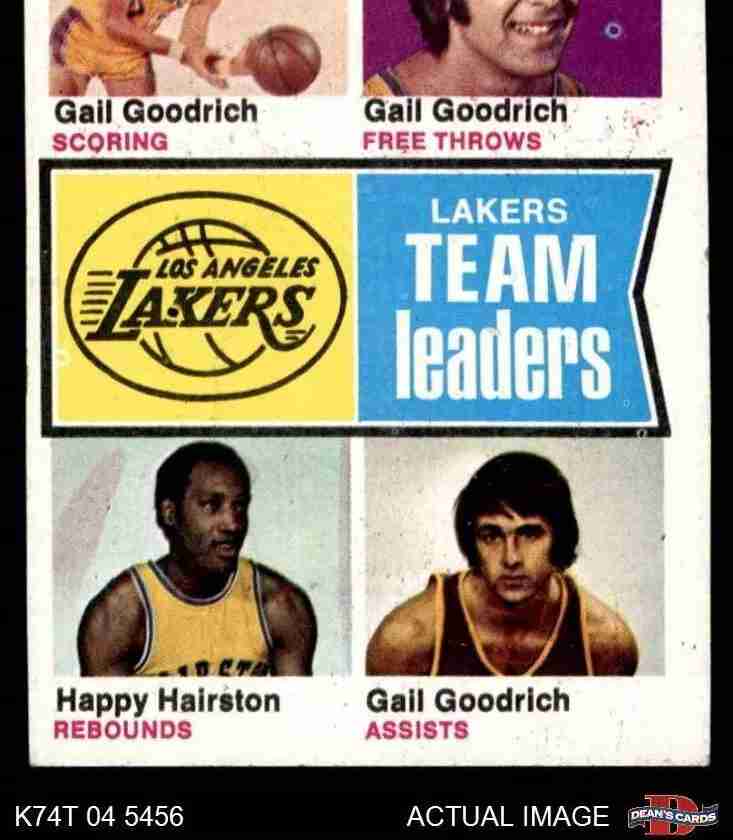 Gail Goodrich
SCORING
Gail Goodrich
FREE THROWS
LOS ANGELES
LAKERS
LAKERS
TEAM
leaders
Happy Hairston
REBOUNDS
Gail Goodrich
ASSISTS
K74T 04 5456
ACTUAL IMAGE
D
DEAN'S CARDS